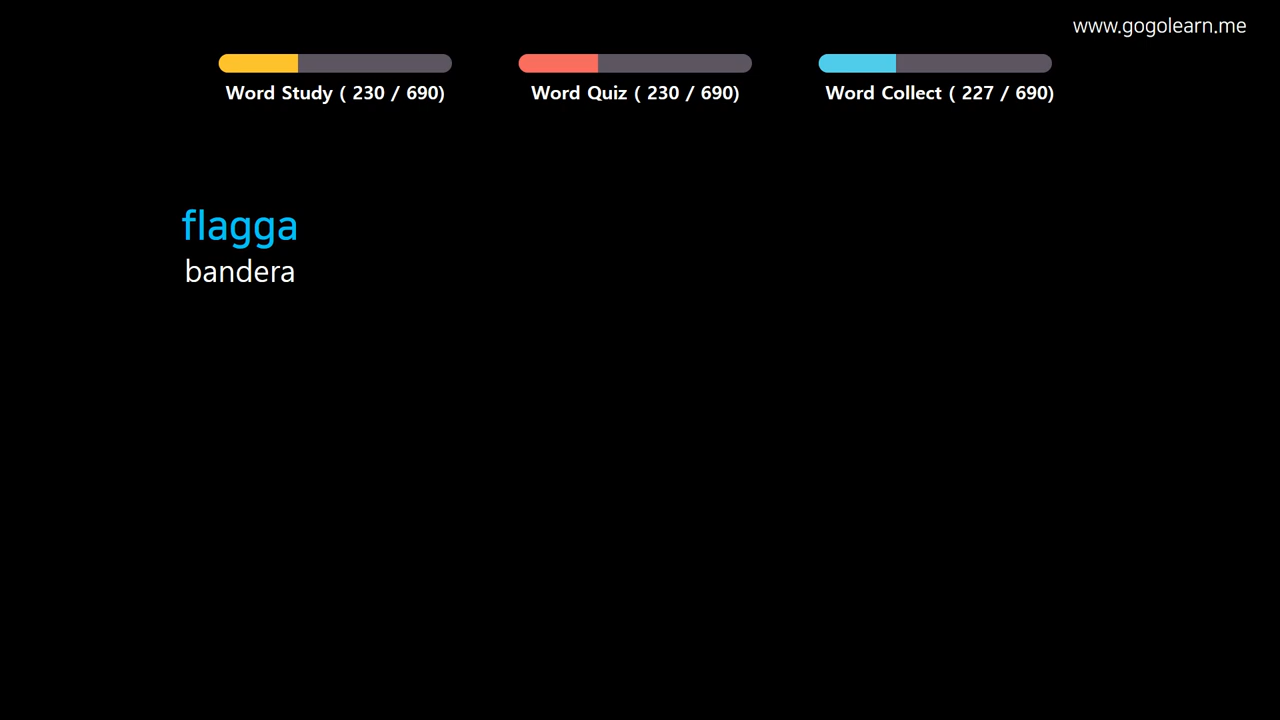 www.gogolearn.me
Word Study ( 230 / 690)
Word Quiz ( 230 / 690)
Word Collect ( 227 / 690)
flagga
bandera